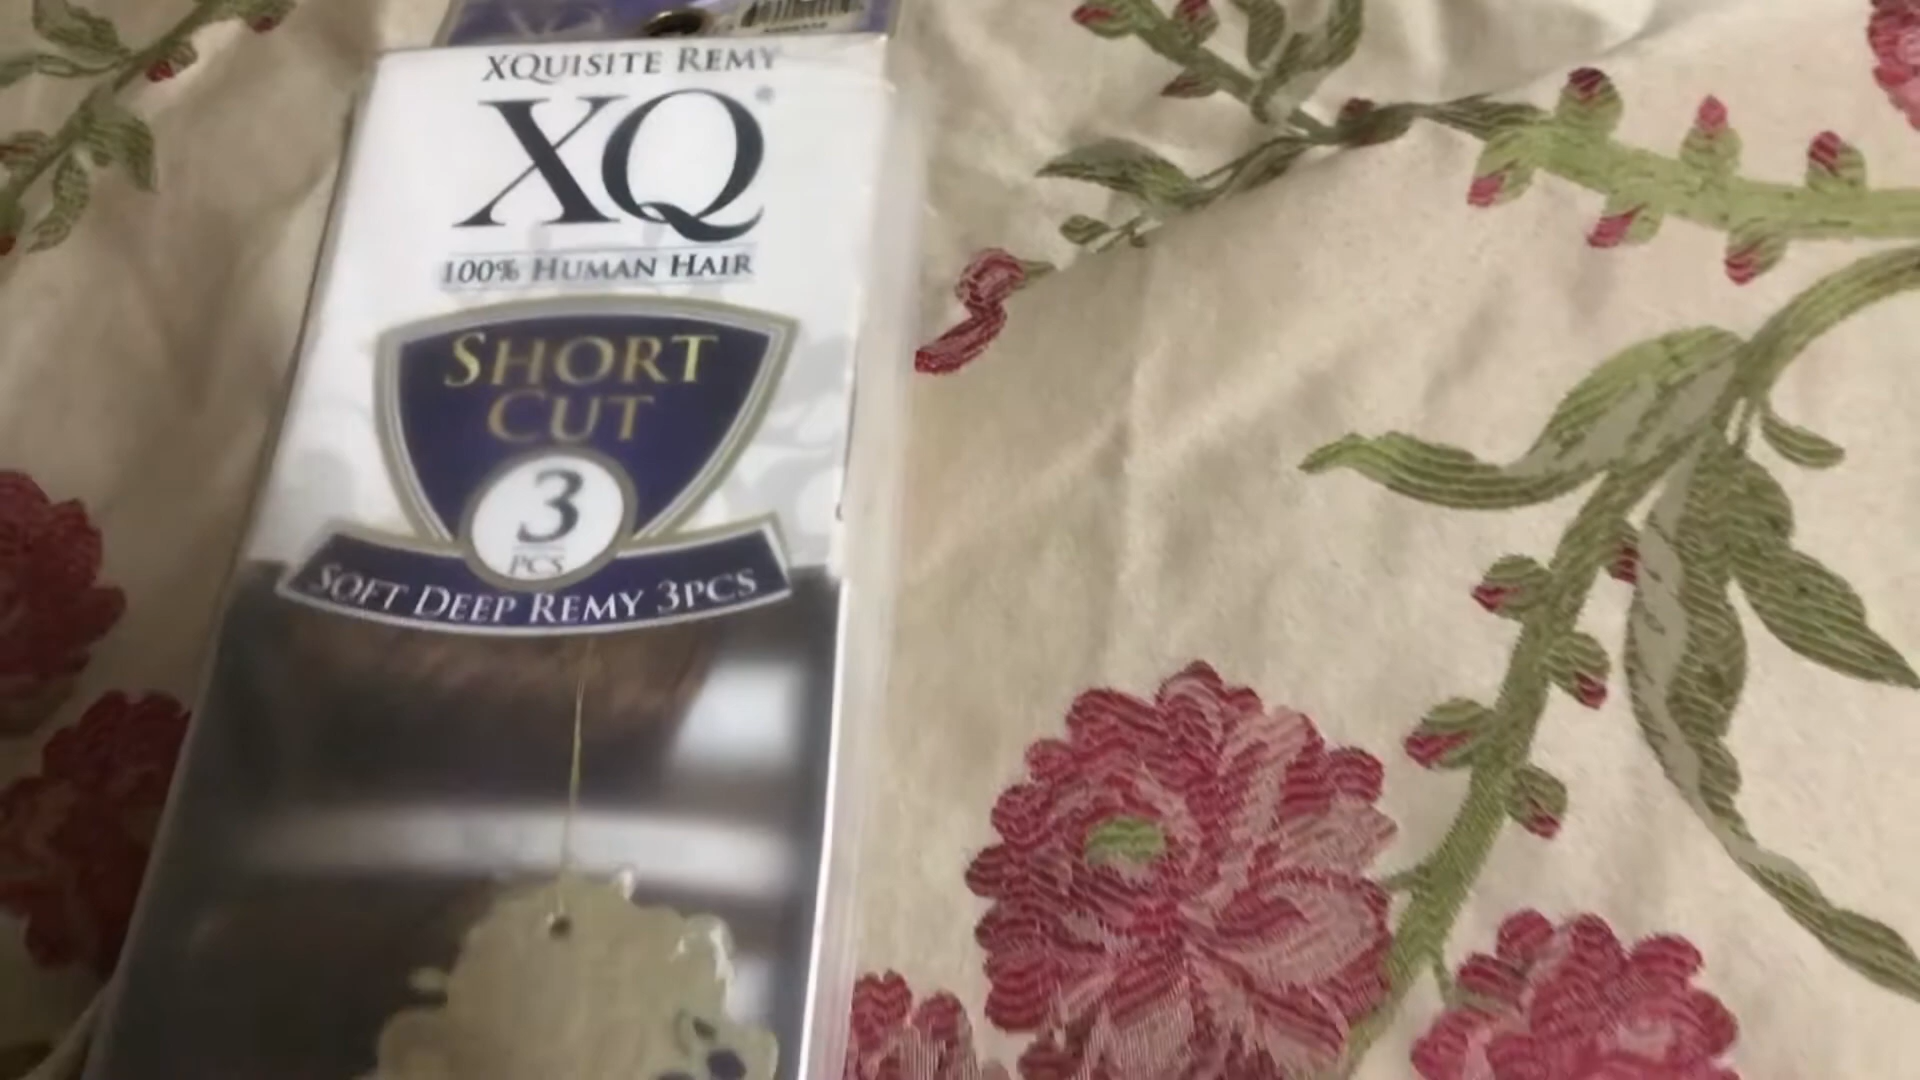 XQUISITE REMY
XQ®
100% HUMAN HAIR
SHORT
CUT
3
PCS
SOFT DEEP REMY 3PCS